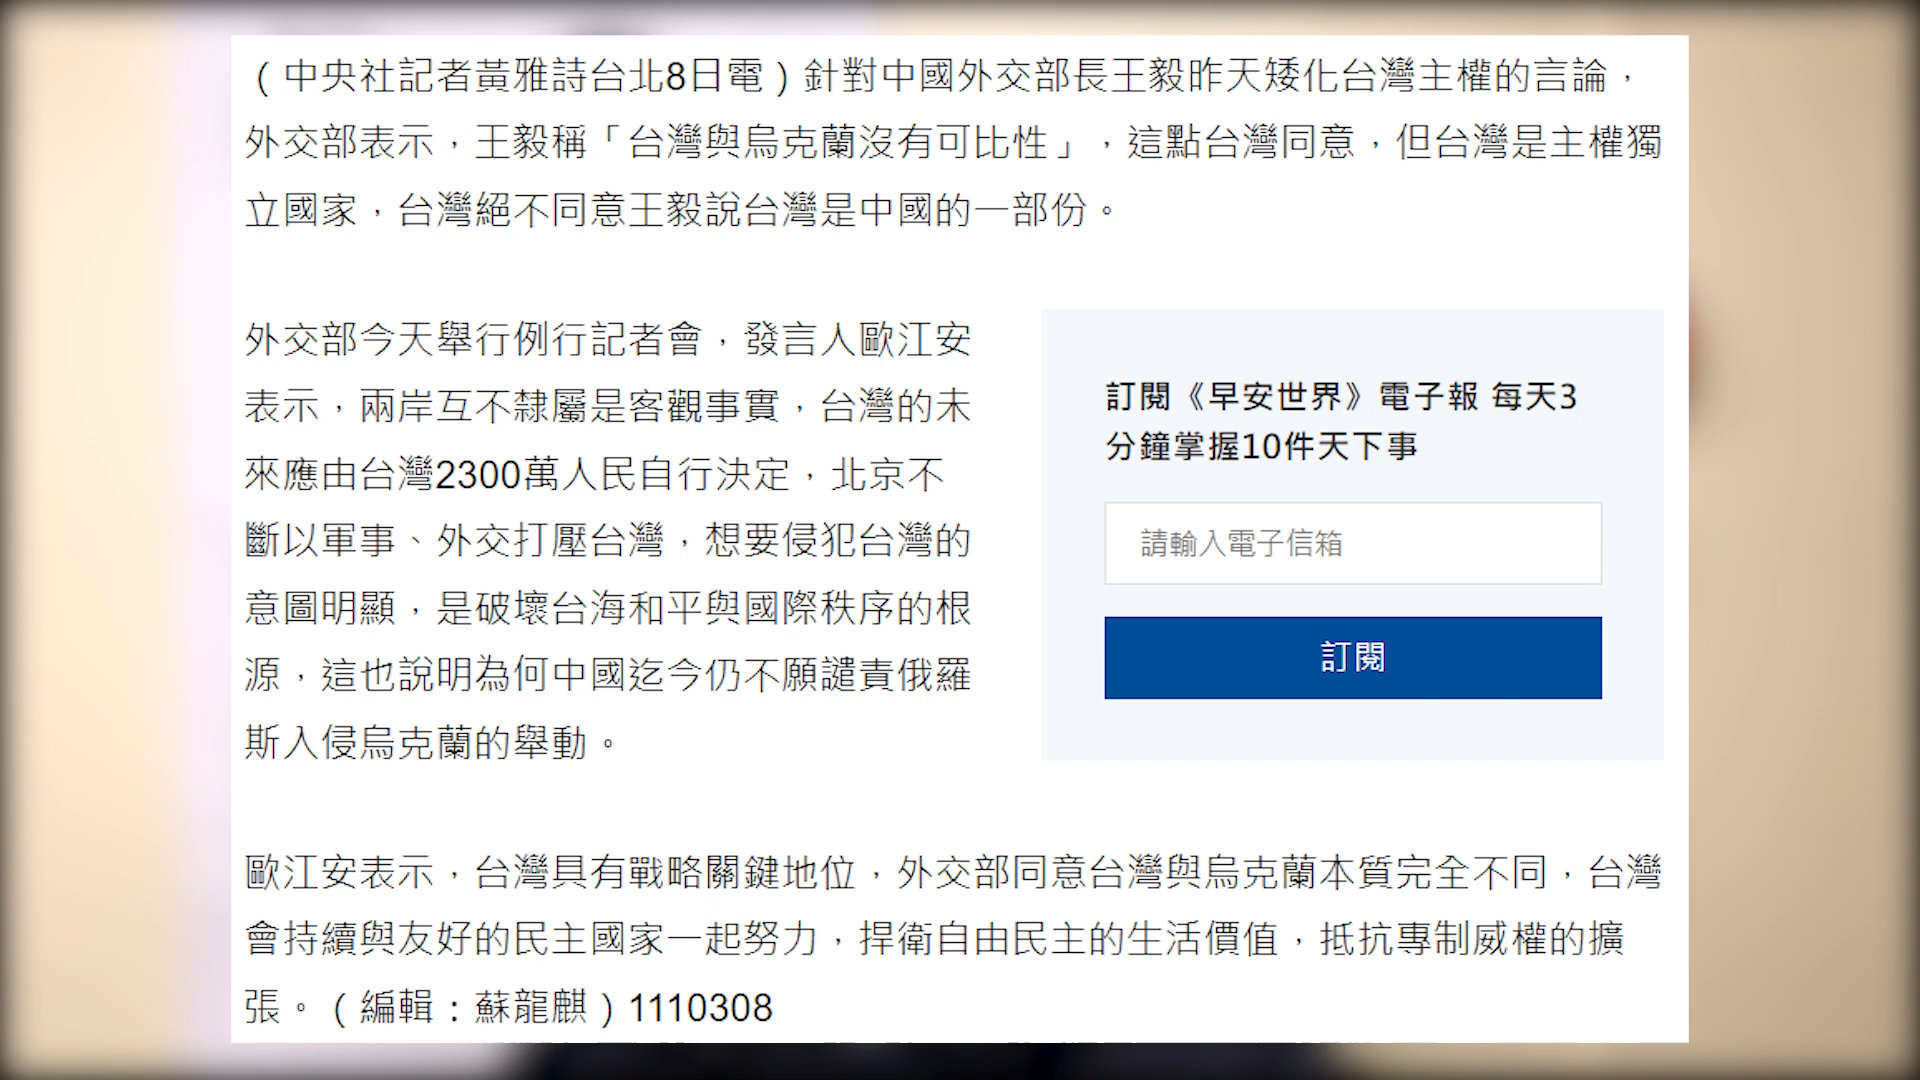 （中央社記者黃雅詩台北8日電）針對中國外交部長王毅昨天矮化台灣主權的言論，
外交部表示，王毅稱「台灣與烏克蘭沒有可比性」，這點台灣同意，但台灣是主權獨
立國家，台灣絕不同意王毅說台灣是中國的一部份。
外交部今天舉行例行記者會，發言人歐江安
表示，兩岸互不隸屬是客觀事實，台灣的未
來應由台灣2300萬人民自行決定，北京不
斷以軍事、外交打壓台灣，想要侵犯台灣的
意圖明顯，是破壞台海和平與國際秩序的根
源，這也說明為何中國迄今仍不願譴責俄羅
斯入侵烏克蘭的舉動。
訂閱《早安世界》電子報 每天3
分鐘掌握10件天下事
請輸入電子信箱
訂閱
歐江安表示，台灣具有戰略關鍵地位，外交部同意台灣與烏克蘭本質完全不同，台灣
會持續與友好的民主國家一起努力，捍衛自由民主的生活價值，抵抗專制威權的擴
張。（編輯：蘇龍麒）1110308